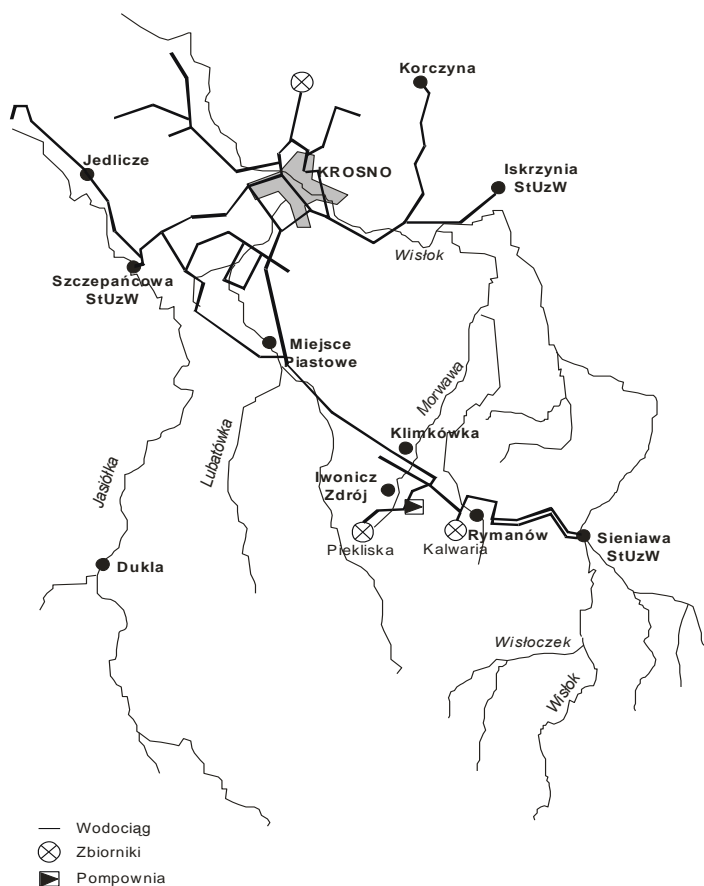 Korczyna
Jedlicze
KROSNO
Iskrzynia
StUzW
Wisłok
Szczepańcowa
StUzW
Miejsce
Piastowe
Morwawa
Klimkówka
Lubatówka
Jasiółka
Iwonicz
Zdrój
Piekliska
Kalwaria
Rymanów
Sieniawa
StUzW
Dukla
Wisłoczek
Wisłok
Wodociąg
Zbiorniki
Pompownia